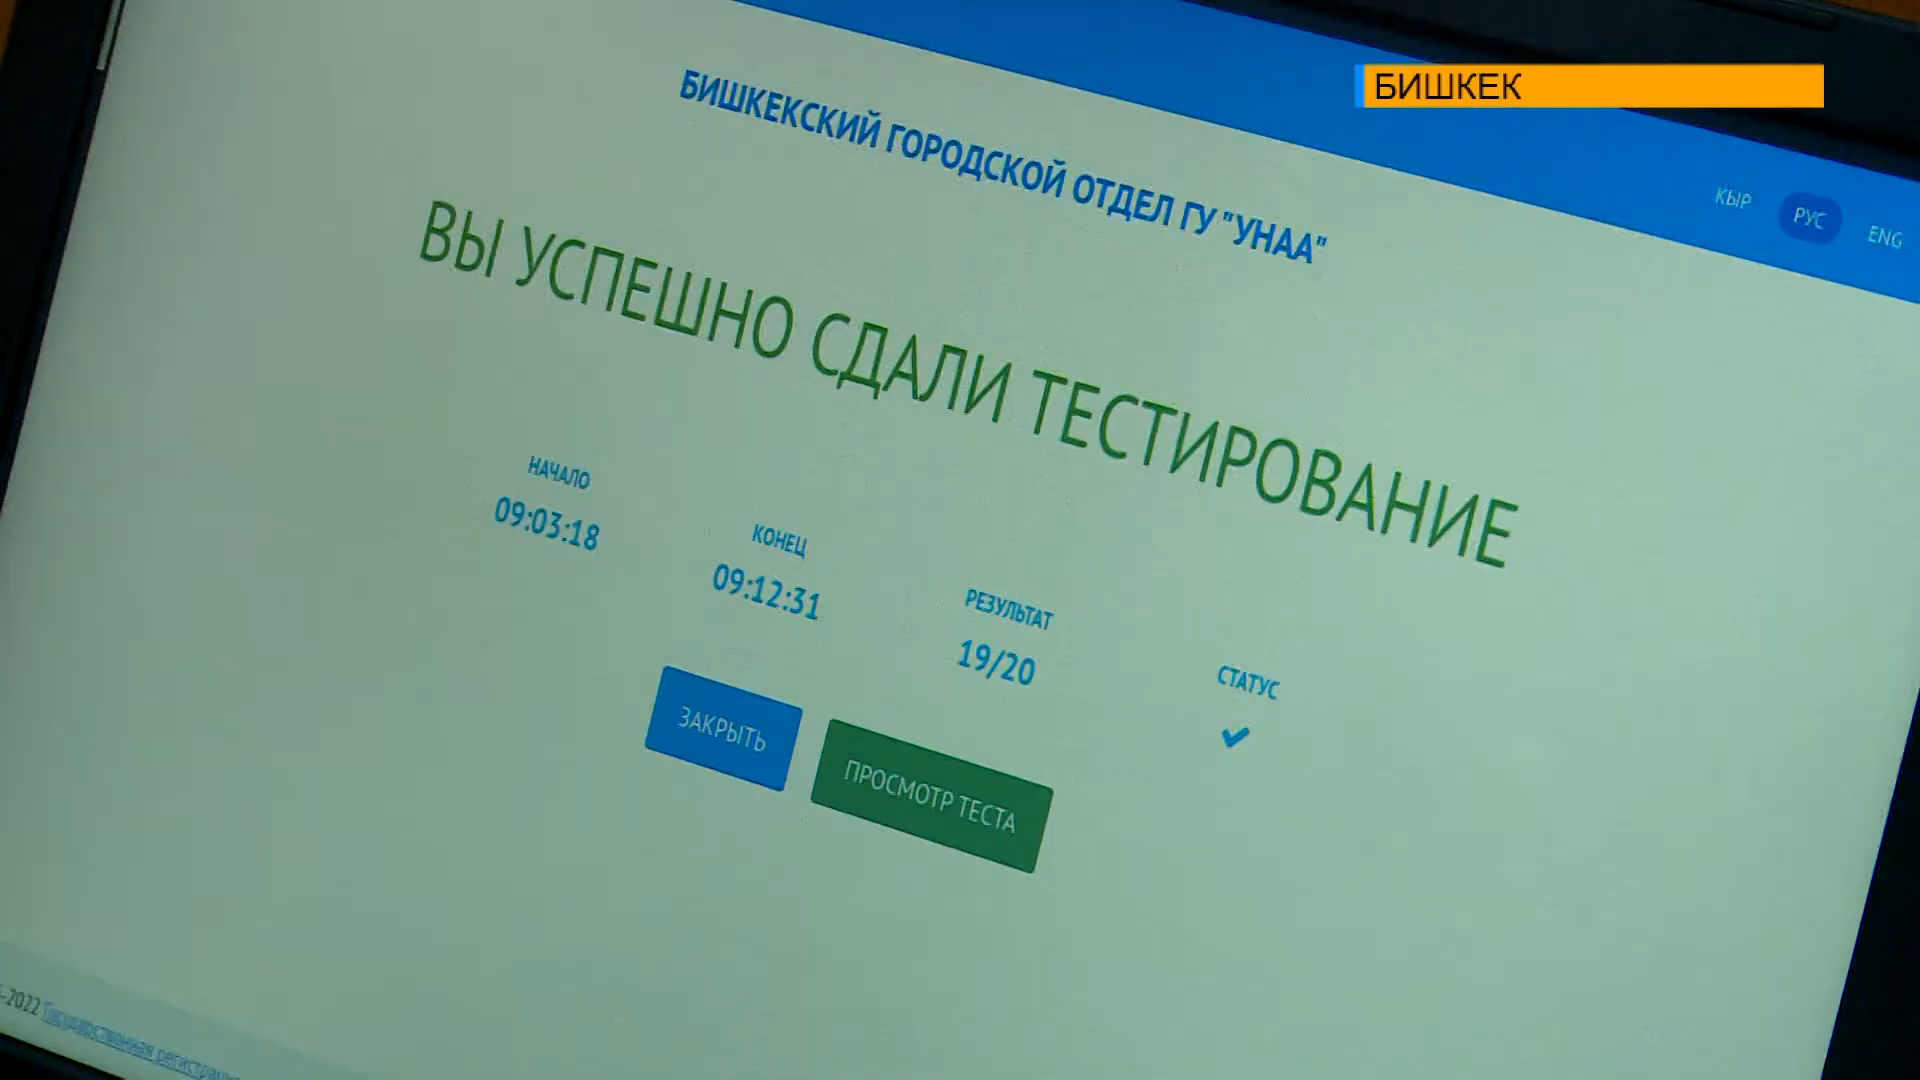 БИШКЕК
КЫР РУС ENG
БИШКЕКСКИЙ ГОРОДСКОЙ ОТДЕЛ ГУ "УНАА"
ВЫ УСПЕШНО СДАЛИ ТЕСТИРОВАНИЕ
НАЧАЛО
09:03:18
КОНЕЦ
09:12:31
РЕЗУЛЬТАТ
19/20
СТАТУС
ЗАКРЫТЬ
ПРОСМОТР ТЕСТА
-2022 Государственная